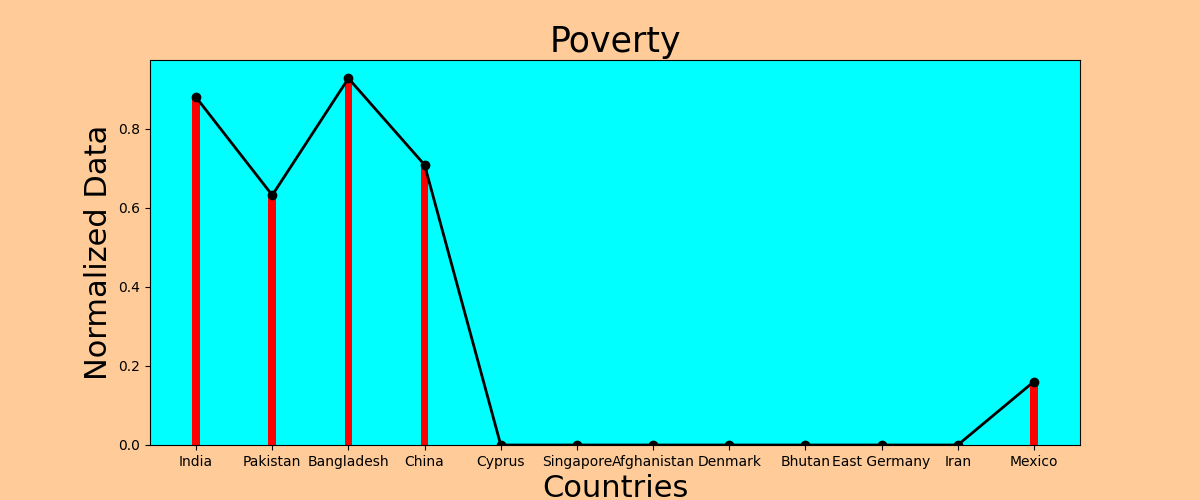 Poverty
Normalized Data
0.8
0.6
0.4
0.2
0.0
India Pakistan Bangladesh China Cyprus Singapore Afghanistan Denmark Bhutan East Germany Iran Mexico
Countries